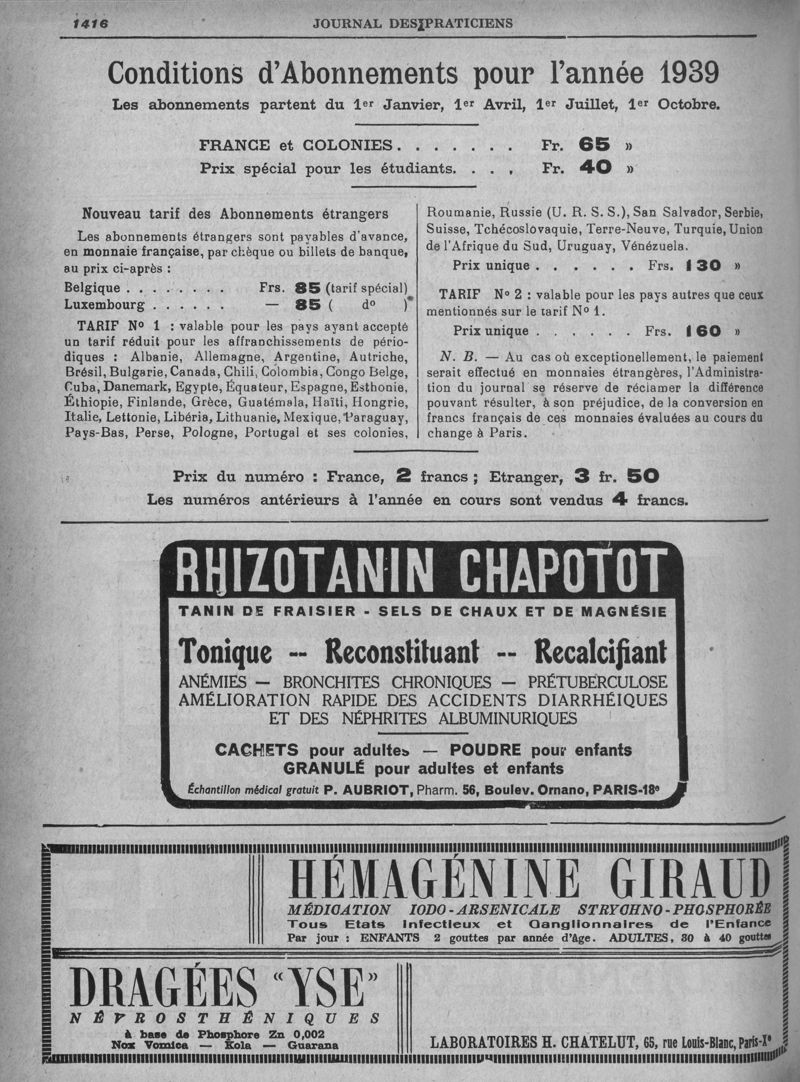 1416
JOURNAL DES PRATICIENS
Conditions d'Abonnements pour l'année 1939
Les abonnements partent du 1er Janvier, 1er Avril, 1er Juillet, 1er Octobre.
FRANCE et COLONIES. . . . . . . Fr. 65 »
Prix spécial pour les étudiants. . . . Fr. 40 »
Nouveau tarif des Abonnements étrangers
Les abonnements étrangers sont payables d'avance,
en monnaie française, par chèque ou billets de banque,
au prix ci-après :
Belgique . . . . . . . . Frs. 85 (tarif spécial)
Luxembourg . . . . . . — 85 ( do )
TARIF No 1 : valable pour les pays ayant accepté
un tarif réduit pour les affranchissements de pério-
diques : Albanie, Allemagne, Argentine, Autriche,
Brésil, Bulgarie, Canada, Chili, Colombia, Congo Belge,
Cuba, Danemark, Egypte, Équateur, Espagne, Esthonie,
Éthiopie, Finlande, Grèce, Guatémala, Haïti, Hongrie,
Italie, Lettonie, Libéria, Lithuanie, Mexique, Paraguay,
Pays-Bas, Perse, Pologne, Portugal et ses colonies,
Roumanie, Russie (U. R. S. S.), San Salvador, Serbie,
Suisse, Tchécoslovaquie, Terre-Neuve, Turquie, Union
de l'Afrique du Sud, Uruguay, Vénézuela.
Prix unique . . . . . . Frs. 130 »
TARIF No 2 : valable pour les pays autres que ceux
mentionnés sur le tarif No 1.
Prix unique . . . . . . Frs. 160 »
N. B. — Au cas où exceptionellement, le paiement
serait effectué en monnaies étrangères, l'Administra-
tion du journal se réserve de réclamer la différence
pouvant résulter, à son préjudice, de la conversion en
francs français de ces monnaies évaluées au cours du
change à Paris.
Prix du numéro : France, 2 francs ; Etranger, 3 fr. 50
Les numéros antérieurs à l'année en cours sont vendus 4 francs.
RHIZOTANIN CHAPOTOT
TANIN DE FRAISIER - SELS DE CHAUX ET DE MAGNÉSIE
Tonique -- Reconstituant -- Recalcifiant
ANÉMIES — BRONCHITES CHRONIQUES — PRÉTUBERCULOSE
AMÉLIORATION RAPIDE DES ACCIDENTS DIARRHÉIQUES
ET DES NÉPHRITES ALBUMINURIQUES
CACHETS pour adultes — POUDRE pour enfants
GRANULÉ pour adultes et enfants
Échantillon médical gratuit P. AUBRIOT, Pharm. 56, Boulev. Ornano, PARIS-18e
HÉMAGÉNINE GIRAUD
MÉDICATION IODO-ARSENICALE STRYCHNO-PHOSPHORÉE
Tous Etats Infectieux et Ganglionnaires de l'Enfance
Par jour : ENFANTS 2 gouttes par année d'âge. ADULTES, 30 à 40 gouttes
DRAGÉES "YSE"
NÉVROSTHÉNIQUES
à base de Phosphore Zn 0,002
Nox Vomica — Kola — Guarana
LABORATOIRES H. CHATELUT, 65, rue Louis-Blanc, Paris-Xe